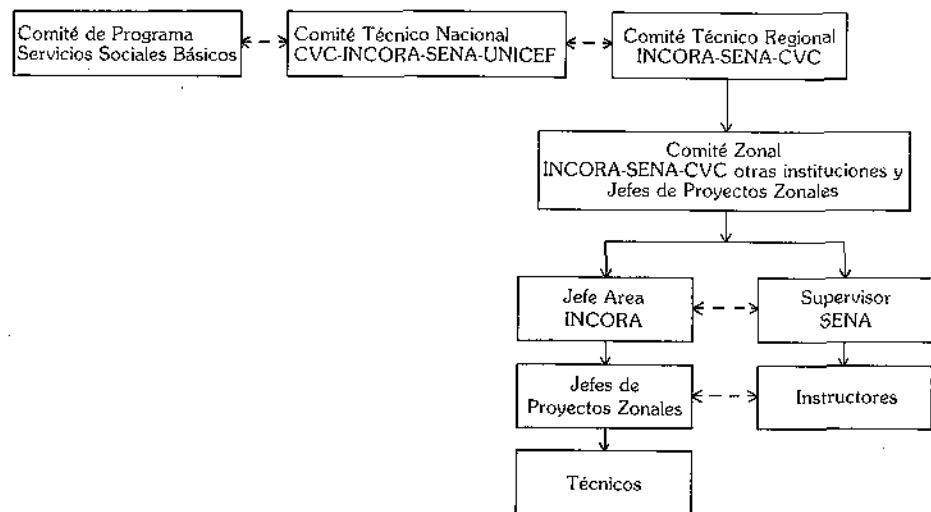 Comité de Programa
Servicios Sociales Básicos
Comité Técnico Nacional
CVC-INCORA-SENA-UNICEF
Comité Técnico Regional
INCORA-SENA-CVC
Comité Zonal
INCORA-SENA-CVC otras instituciones y
Jefes de Proyectos Zonales
Jefe Area
INCORA
Supervisor
SENA
Jefes de
Proyectos Zonales
Instructores
Técnicos